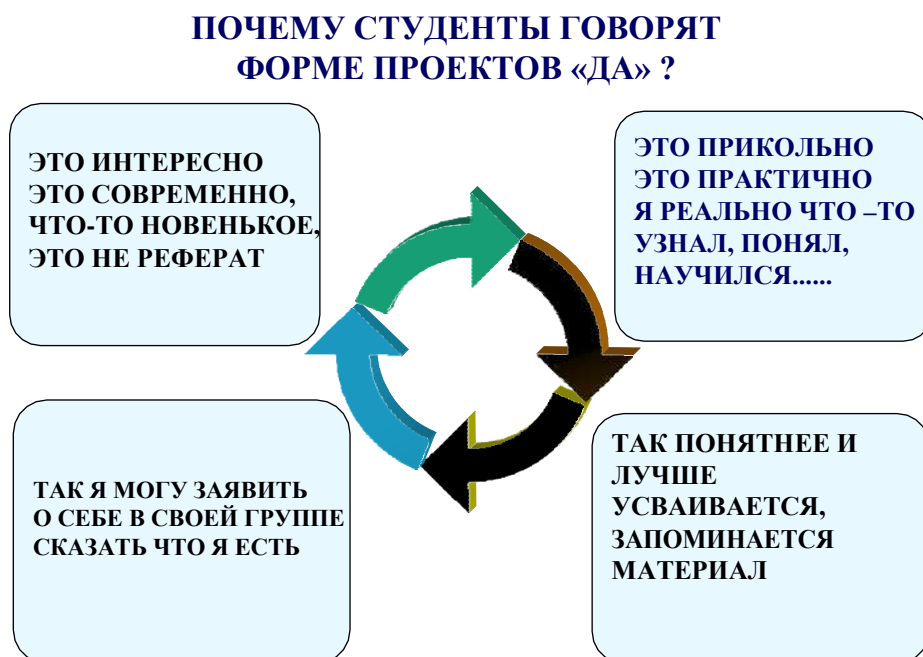 ПОЧЕМУ СТУДЕНТЫ ГОВОРЯТ
ФОРМЕ ПРОЕКТОВ «ДА» ?
ЭТО ИНТЕРЕСНО
ЭТО СОВРЕМЕННО,
ЧТО-ТО НОВЕНЬКОЕ,
ЭТО НЕ РЕФЕРАТ
ЭТО ПРИКОЛЬНО
ЭТО ПРАКТИЧНО
Я РЕАЛЬНО ЧТО –ТО
УЗНАЛ, ПОНЯЛ,
НАУЧИЛСЯ......
ТАК Я МОГУ ЗАЯВИТЬ
О СЕБЕ В СВОЕЙ ГРУППЕ
СКАЗАТЬ ЧТО Я ЕСТЬ
ТАК ПОНЯТНЕЕ И
ЛУЧШЕ
УСВАИВАЕТСЯ,
ЗАПОМИНАЕТСЯ
МАТЕРИАЛ